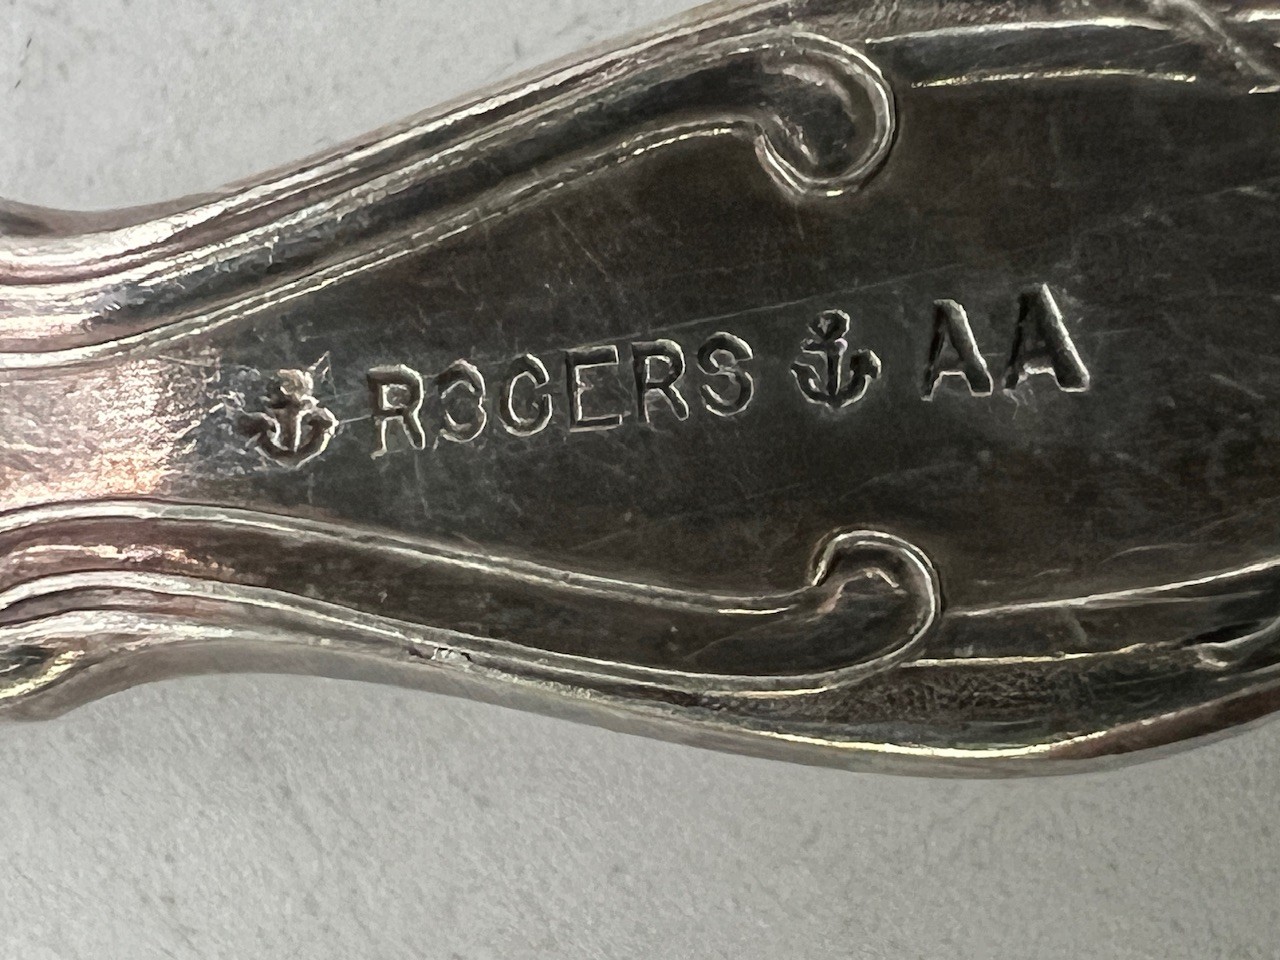 ⚓ ROGERS ⚓ AA